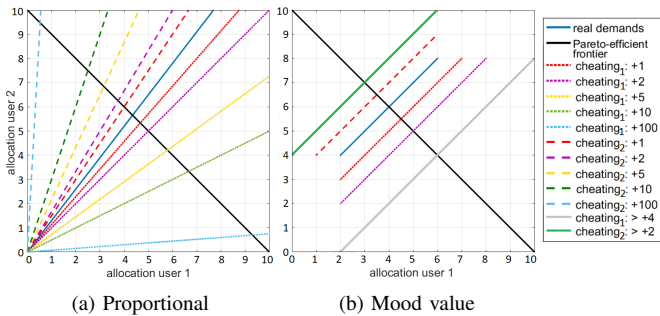 10
9
8
7
6
5
4
3
2
1
0
allocation user 2
0 1 2 3 4 5 6 7 8 9 10
allocation user 1
(a) Proportional
10
9
8
7
6
5
4
3
2
1
0
0 1 2 3 4 5 6 7 8 9 10
allocation user 1
(b) Mood value
real demands
Pareto-efficient
frontier
cheating₁: +1
cheating₁: +2
cheating₁: +5
cheating₁: +10
cheating₁: +100
cheating₂: +1
cheating₂: +2
cheating₂: +5
cheating₂: +10
cheating₂: +100
cheating₁: > +4
cheating₂: > +2